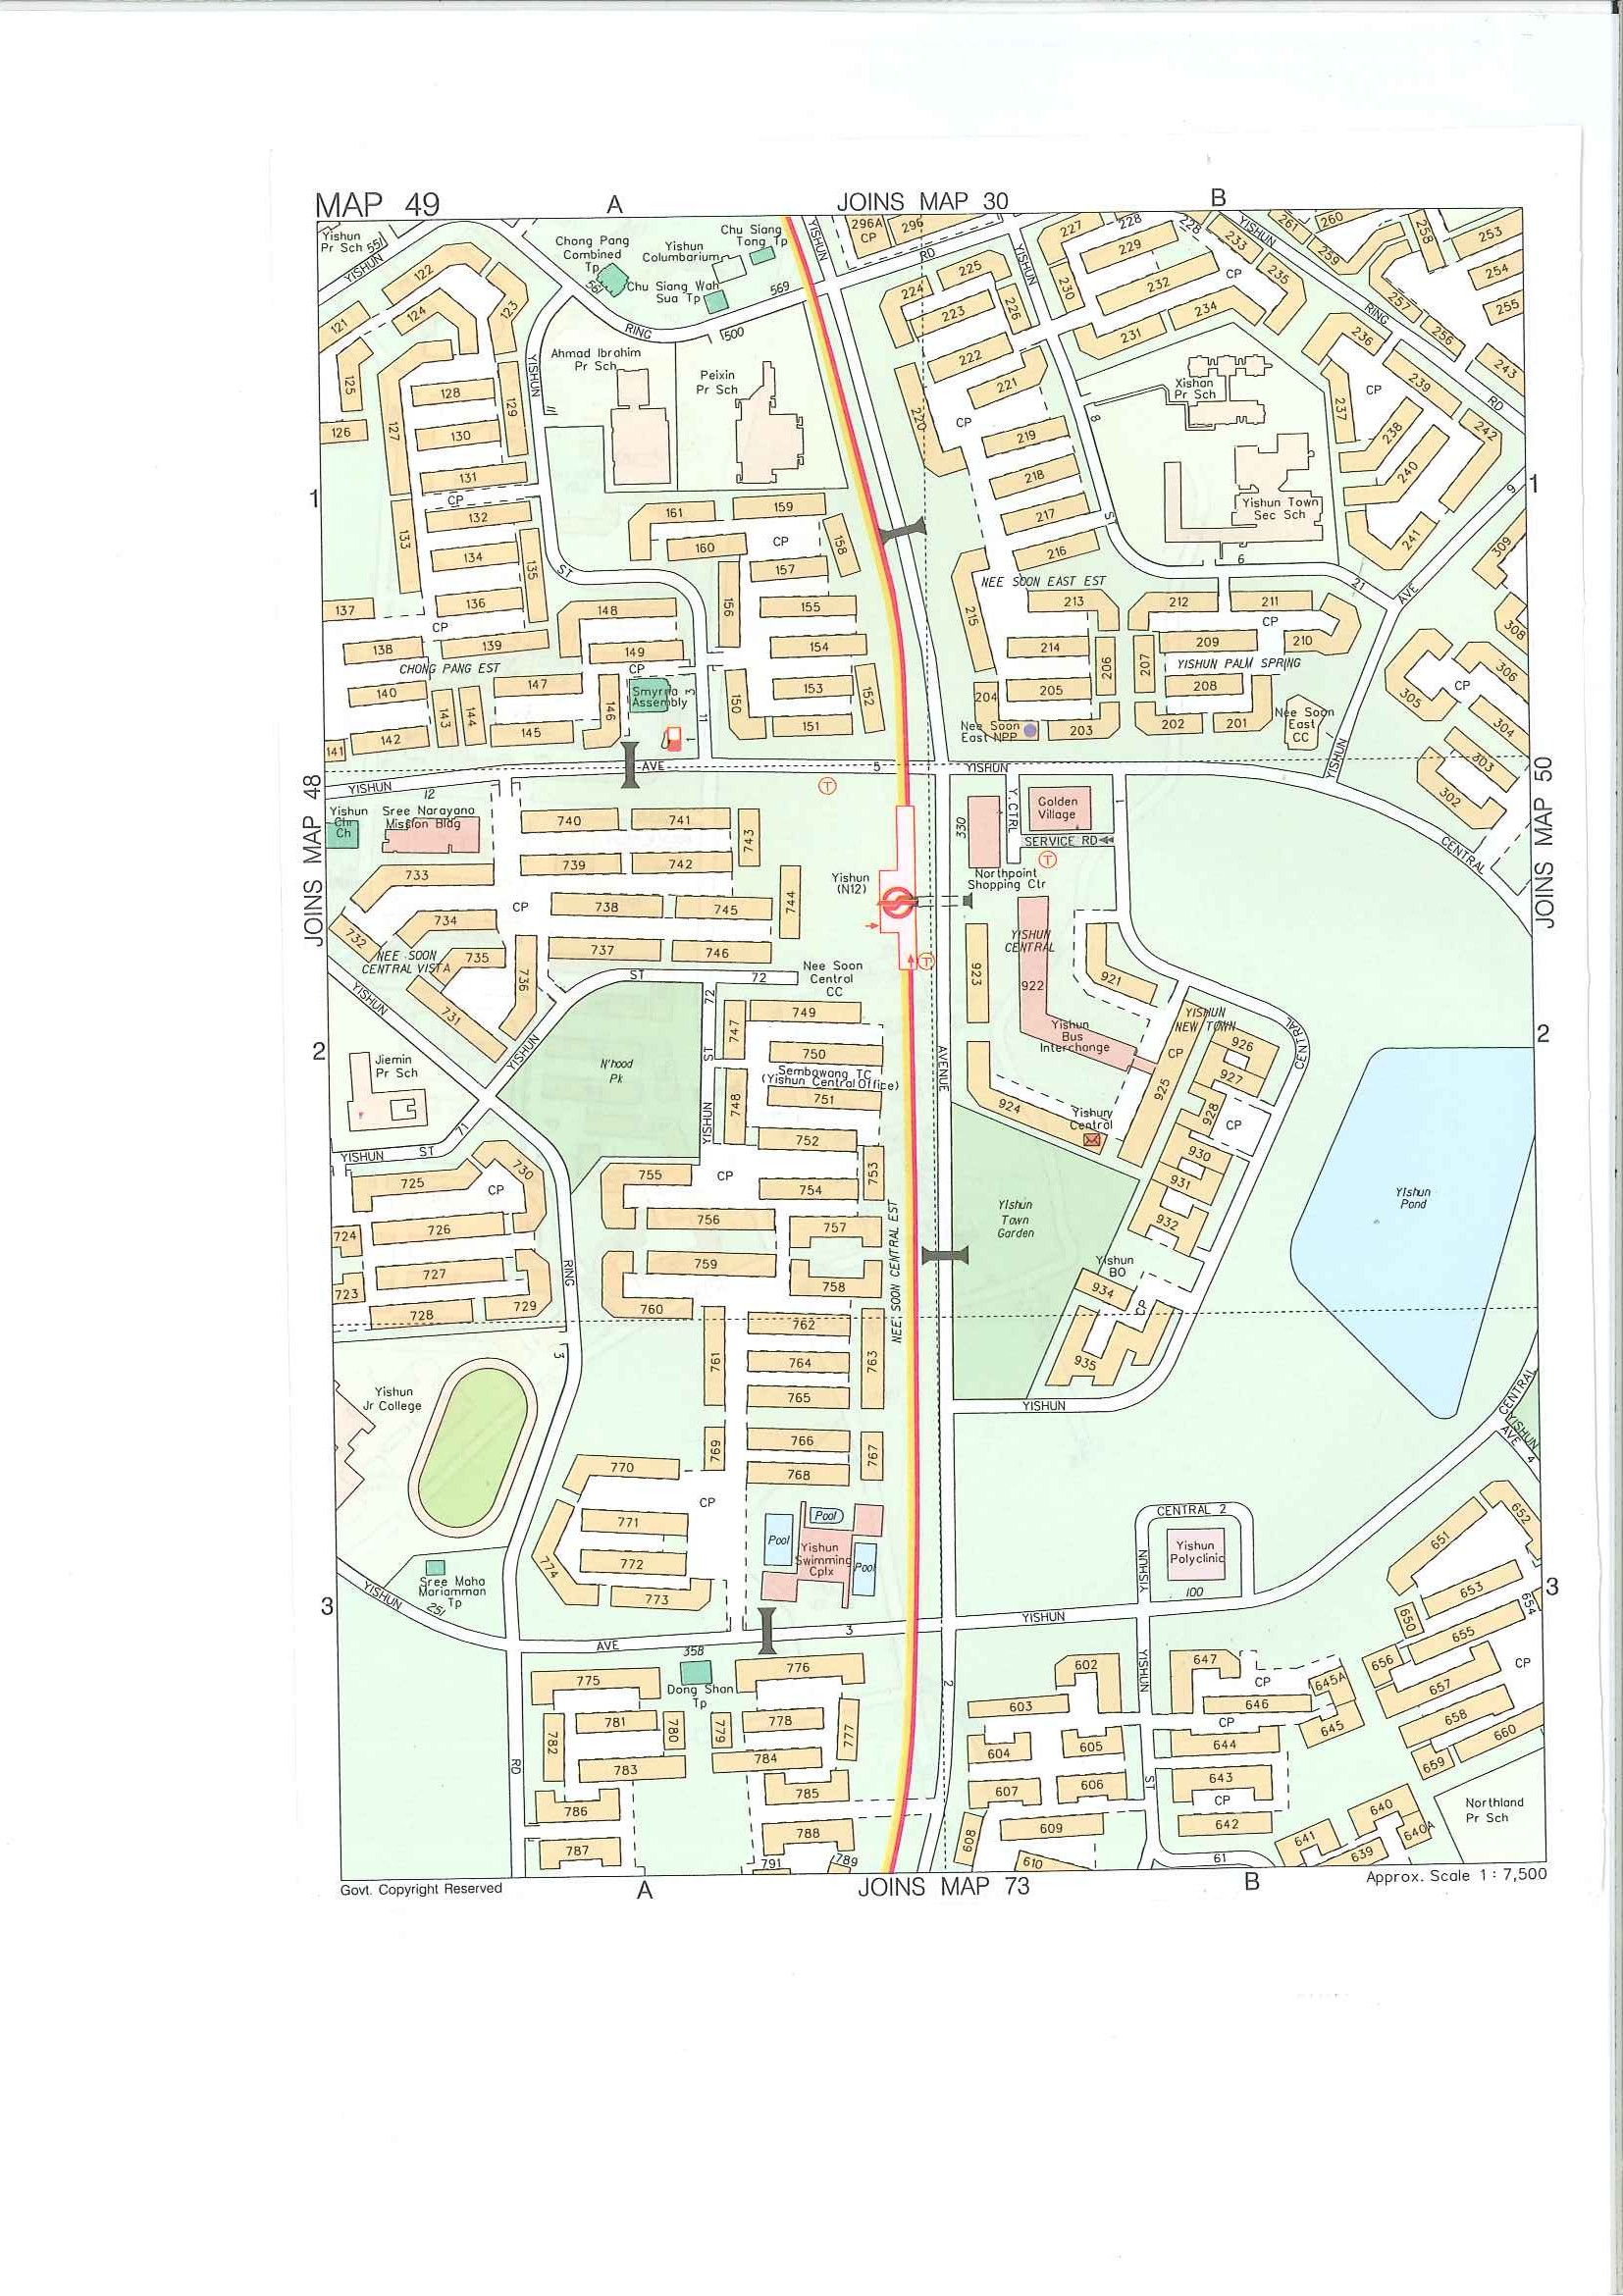 MAP 49
A
JOINS MAP 30
B
Yishun
Pr Sch 551
YISHUN
122
121
124
123
125
126
127
128
129
130
131
CP
132
133
134
135
136
137
CP
138
139
CHONG PANG EST
140
143
144
147
146
141
142
145
Chong Pang
Combined
Tp
Yishun
Columbarium
Chu Siang
Tong Tp
Chu Siang Wah
Sua Tp
569
RING
500
Ahmad Ibrahim
Pr Sch
Peixin
Pr Sch
YISHUN
111
ST
161
159
160
CP
158
157
156
155
148
149
154
CP
Smyrna
Assembly
3
153
152
150
151
11
1
YISHUN
296A
CP
296
RD
YISHUN
225
224
223
226
222
221
220
CP
219
218
217
216
8
ST
NEE SOON EAST EST
215
213
214
206
204
205
Nee Soon
East NPP
203
227
228
229
230
CP
232
231
234
228
233
235
YISHUN
261
260
259
258
253
254
255
257
RING
256
236
243
239
RD
CP
237
238
242
240
241
Xishan
Pr Sch
Yishun Town
Sec Sch
6
21
AVE
9
309
308
212
211
CP
207
209
210
YISHUN PALM SPRING
208
202
201
Nee Soon
East
CC
YISHUN
305
CP
306
304
303
302
1
1
JOINS MAP 48
JOINS MAP 50
YISHUN
AVE
5
YISHUN
CENTRAL
12
Yishun
Ch
Sree Narayana
Mission Bldg
740
741
743
739
742
744
733
CP
738
745
734
732
NEE SOON
CENTRAL VISTA
735
736
737
746
731
YISHUN
ST
72
Nee Soon
Central
CC
Yishun
(N12)
330
Y CTRL
Golden
Village
SERVICE RD
1
Northpoint
Shopping Ctr
YISHUN
CENTRAL
923
922
921
Yishun
Bus
Interchange
YISHUN
NEW TOWN
CP
926
927
925
928
CP
930
931
932
CENTRAL
924
Yishun
Central
2
2
Jiemin
Pr Sch
YISHUN
N'hood
Pk
72
ST
YISHUN
747
749
750
Sembawang TC
(Yishun Central Office)
748
751
752
753
AVENUE
71
YISHUN
ST
725
730
CP
724
726
727
723
728
729
RING
755
CP
754
756
757
759
758
760
NEE SOON CENTRAL EST
Yishun
Town
Garden
Yishun
BO
934
CP
935
Yishun
Pond
YISHUN
762
761
763
764
765
766
769
767
768
3
Yishun
Jr College
770
CP
771
772
774
773
Pool
Pool
Yishun
Swimming
Cplx
Pool
CENTRAL
YISHUN
AVE
4
CENTRAL 2
YISHUN
Yishun
Polyclinic
100
651
652
653
654
650
655
656
CP
657
658
660
659
3
3
Sree Maha
Mariamman
Tp
YISHUN
251
AVE
358
3
YISHUN
775
Dong Shan
Tp
776
781
780
779
778
777
782
783
784
785
RD
786
787
788
791
789
2
602
603
604
605
607
606
608
609
610
YISHUN
ST
61
647
CP
645A
646
CP
645
644
643
CP
642
641
640
640A
639
Northland
Pr Sch
Govt. Copyright Reserved
A
JOINS MAP 73
B
Approx. Scale 1 : 7,500